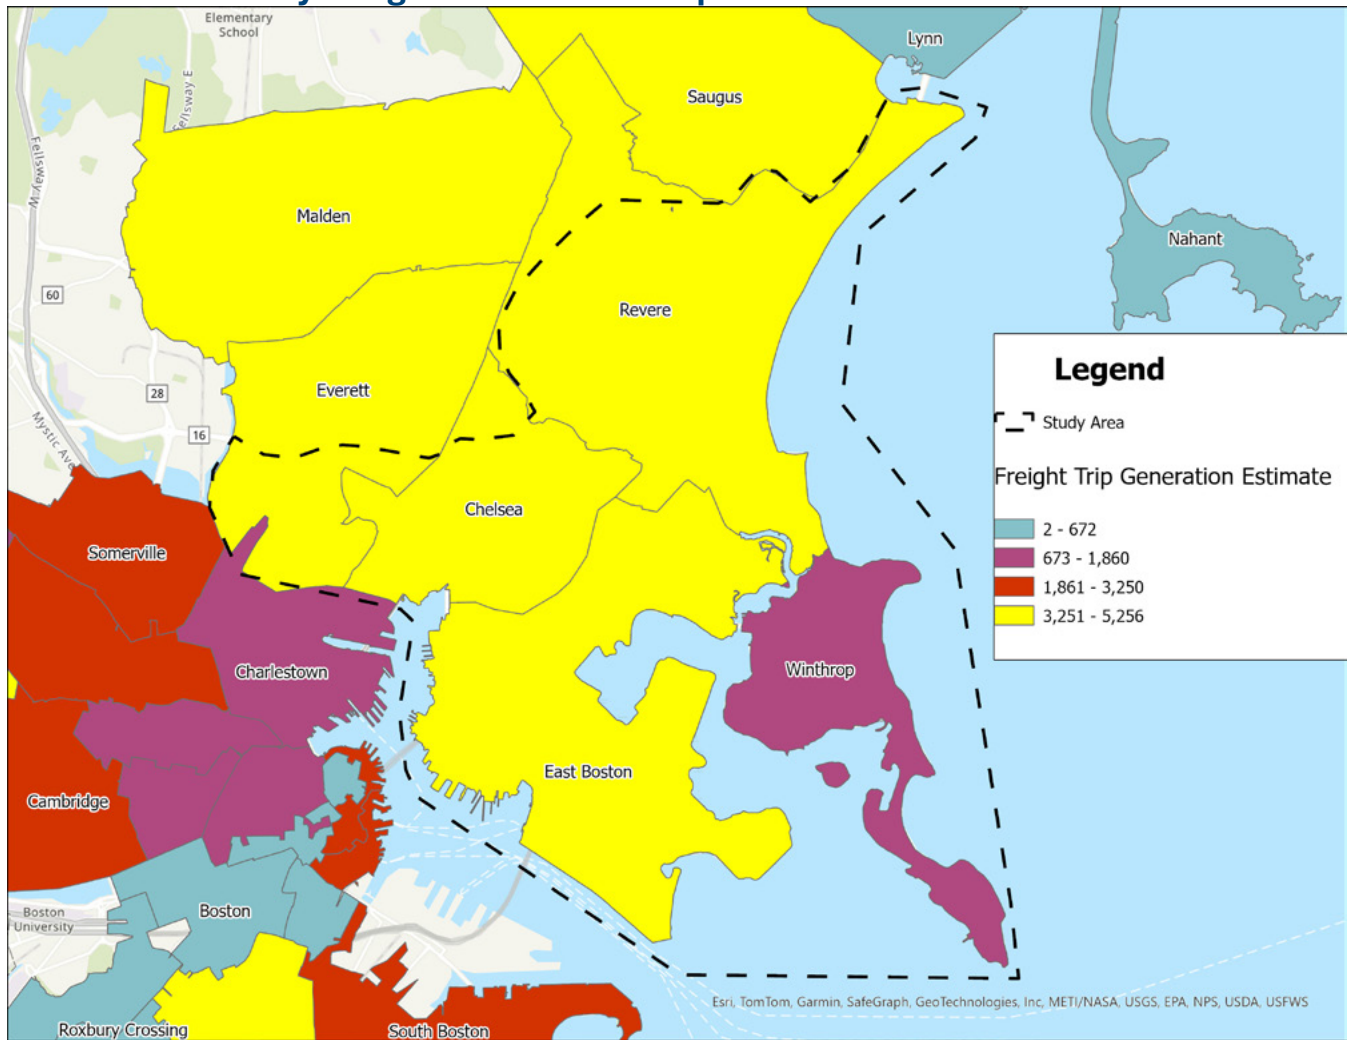 Elementary
School
Lynn
Saugus
Fellsway E
Fellsway
Malden
Nahant
60
Revere
Legend
Everett
28
Study Area
16
Mystic Ave
Freight Trip Generation Estimate
Chelsea
2 - 672
Somerville
673 - 1,860
1,861 - 3,250
3,251 - 5,256
Charlestown
Winthrop
East Boston
Cambridge
Boston
University
Boston
Esri, TomTom, Garmin, SafeGraph, GeoTechnologies, Inc, METI/NASA, USGS, EPA, NPS, USDA, USFWS
Roxbury Crossing
South Boston